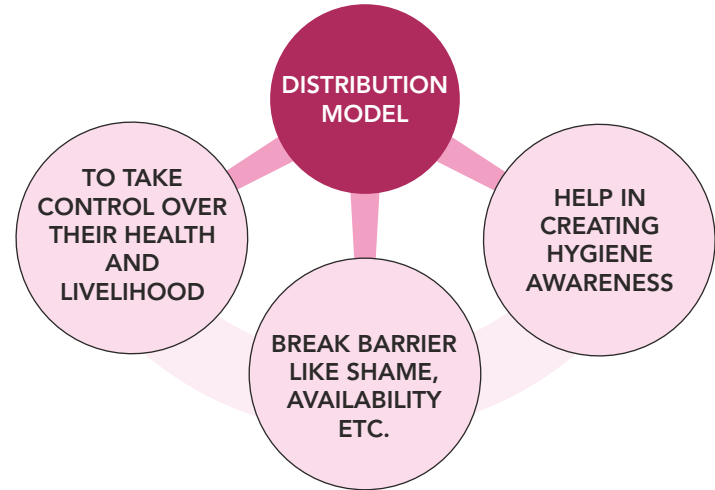 DISTRIBUTION
MODEL
TO TAKE
CONTROL OVER
THEIR HEALTH
AND
LIVELIHOOD
BREAK BARRIER
LIKE SHAME,
AVAILABILITY
ETC.
HELP IN
CREATING
HYGIENE
AWARENESS